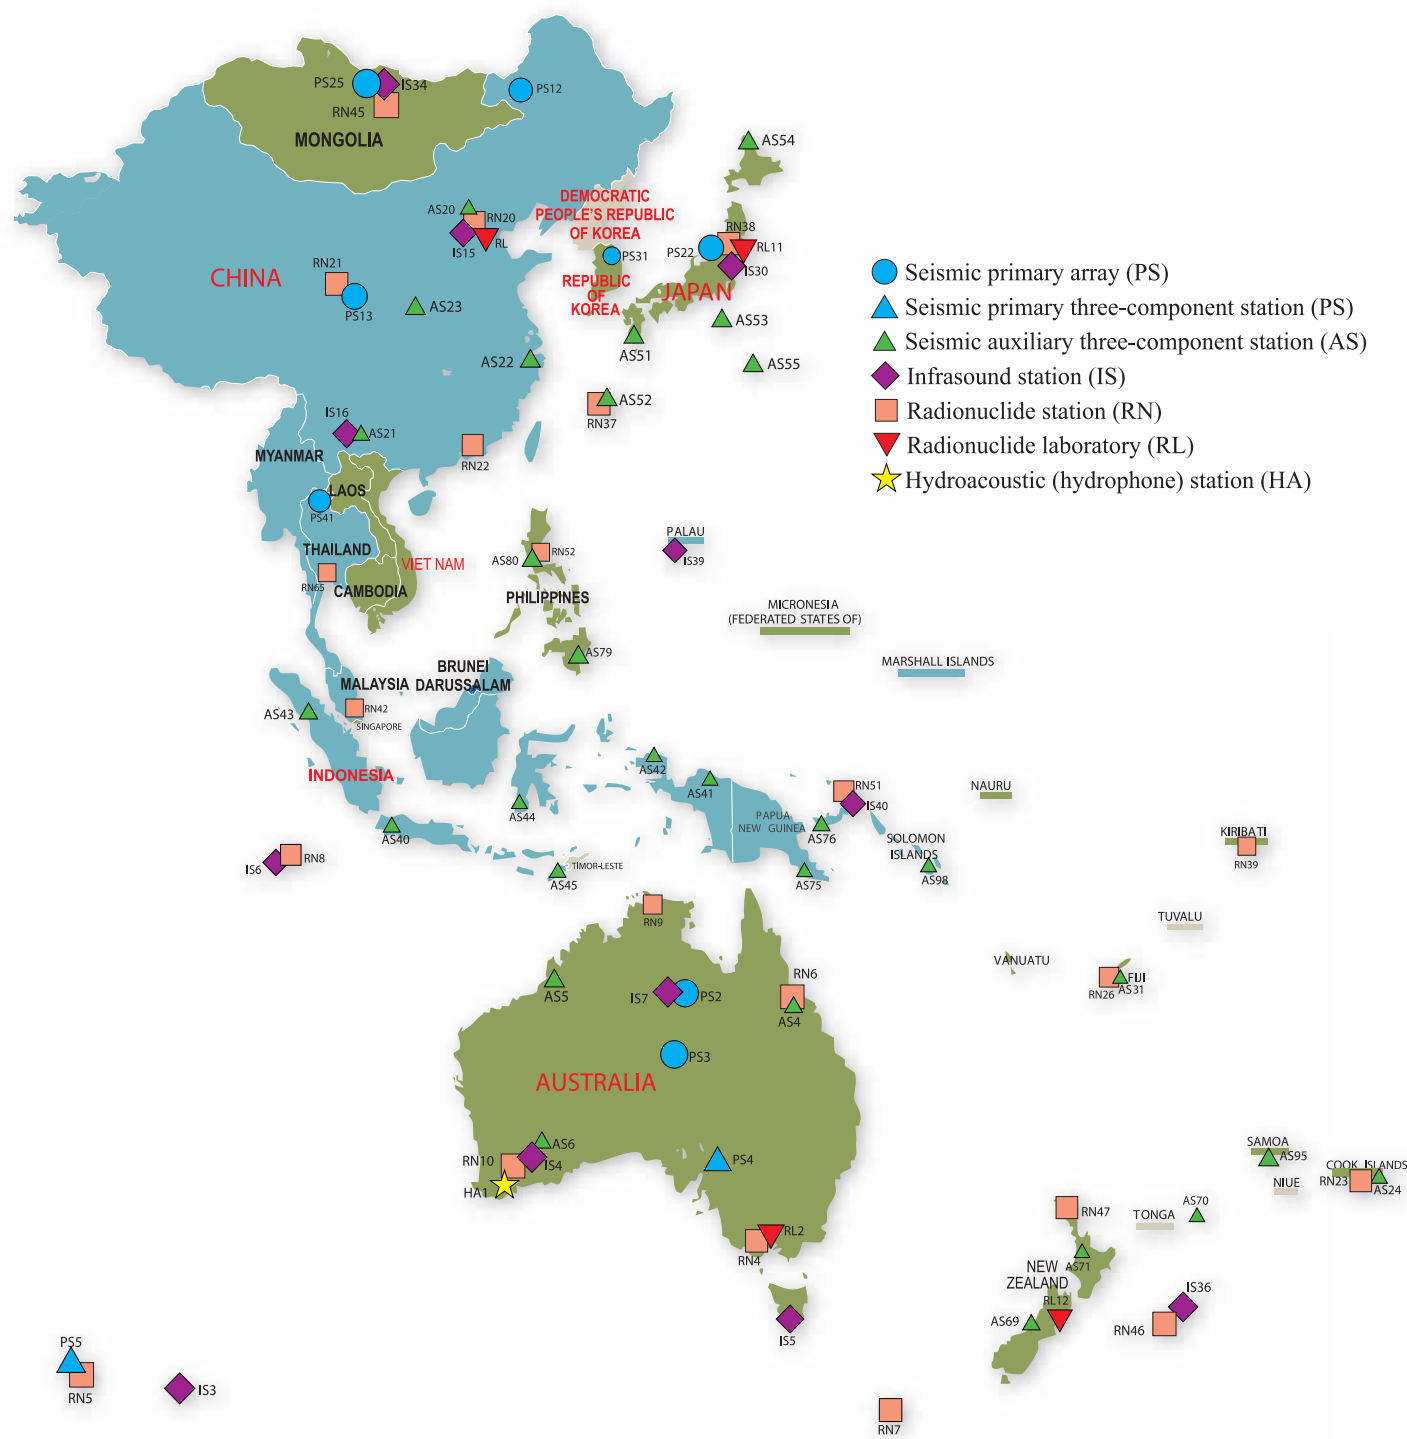 PS25
IS34
PS12
RN45
MONGOLIA
AS54
DEMOCRATIC
PEOPLE'S REPUBLIC
OF KOREA
AS20
RN20
IS15
RL
RN38
PS22
RL11
IS30
PS31
RN21
CHINA
PS13
AS23
REPUBLIC
OF
KOREA
JAPAN
AS53
AS51
AS22
AS55
AS52
RN37
Seismic primary array (PS)
Seismic primary three-component station (PS)
Seismic auxiliary three-component station (AS)
Infrasound station (IS)
Radionuclide station (RN)
Radionuclide laboratory (RL)
Hydroacoustic (hydrophone) station (HA)
IS16
AS21
RN22
MYANMAR
LAOS
PS41
THAILAND
VIET NAM
RN65
CAMBODIA
AS80
RN52
PHILIPPINES
AS79
PALAU
IS39
MICRONESIA
(FEDERATED STATES OF)
MARSHALL ISLANDS
BRUNEI
DARUSSALAM
MALAYSIA
RN42
SINGAPORE
AS43
INDONESIA
AS42
AS41
AS44
AS40
RN51
IS40
PAPUA
NEW GUINEA
AS76
NAURU
SOLOMON
ISLANDS
AS98
KIRIBATI
RN39
RN8
IS6
TIMOR-LESTE
AS45
AS75
RN9
TUVALU
VANUATU
FIJI
RN26
AS31
AS5
IS7
PS2
RN6
AS4
PS3
AUSTRALIA
AS6
RN10
IS4
HA1
PS4
SAMOA
AS95
COOK ISLANDS
RN23
AS24
NIUE
AS70
TONGA
RN47
RL2
RN4
AS71
NEW
ZEALAND
RL12
AS69
IS36
RN46
IS5
PS5
RN5
IS3
RN7